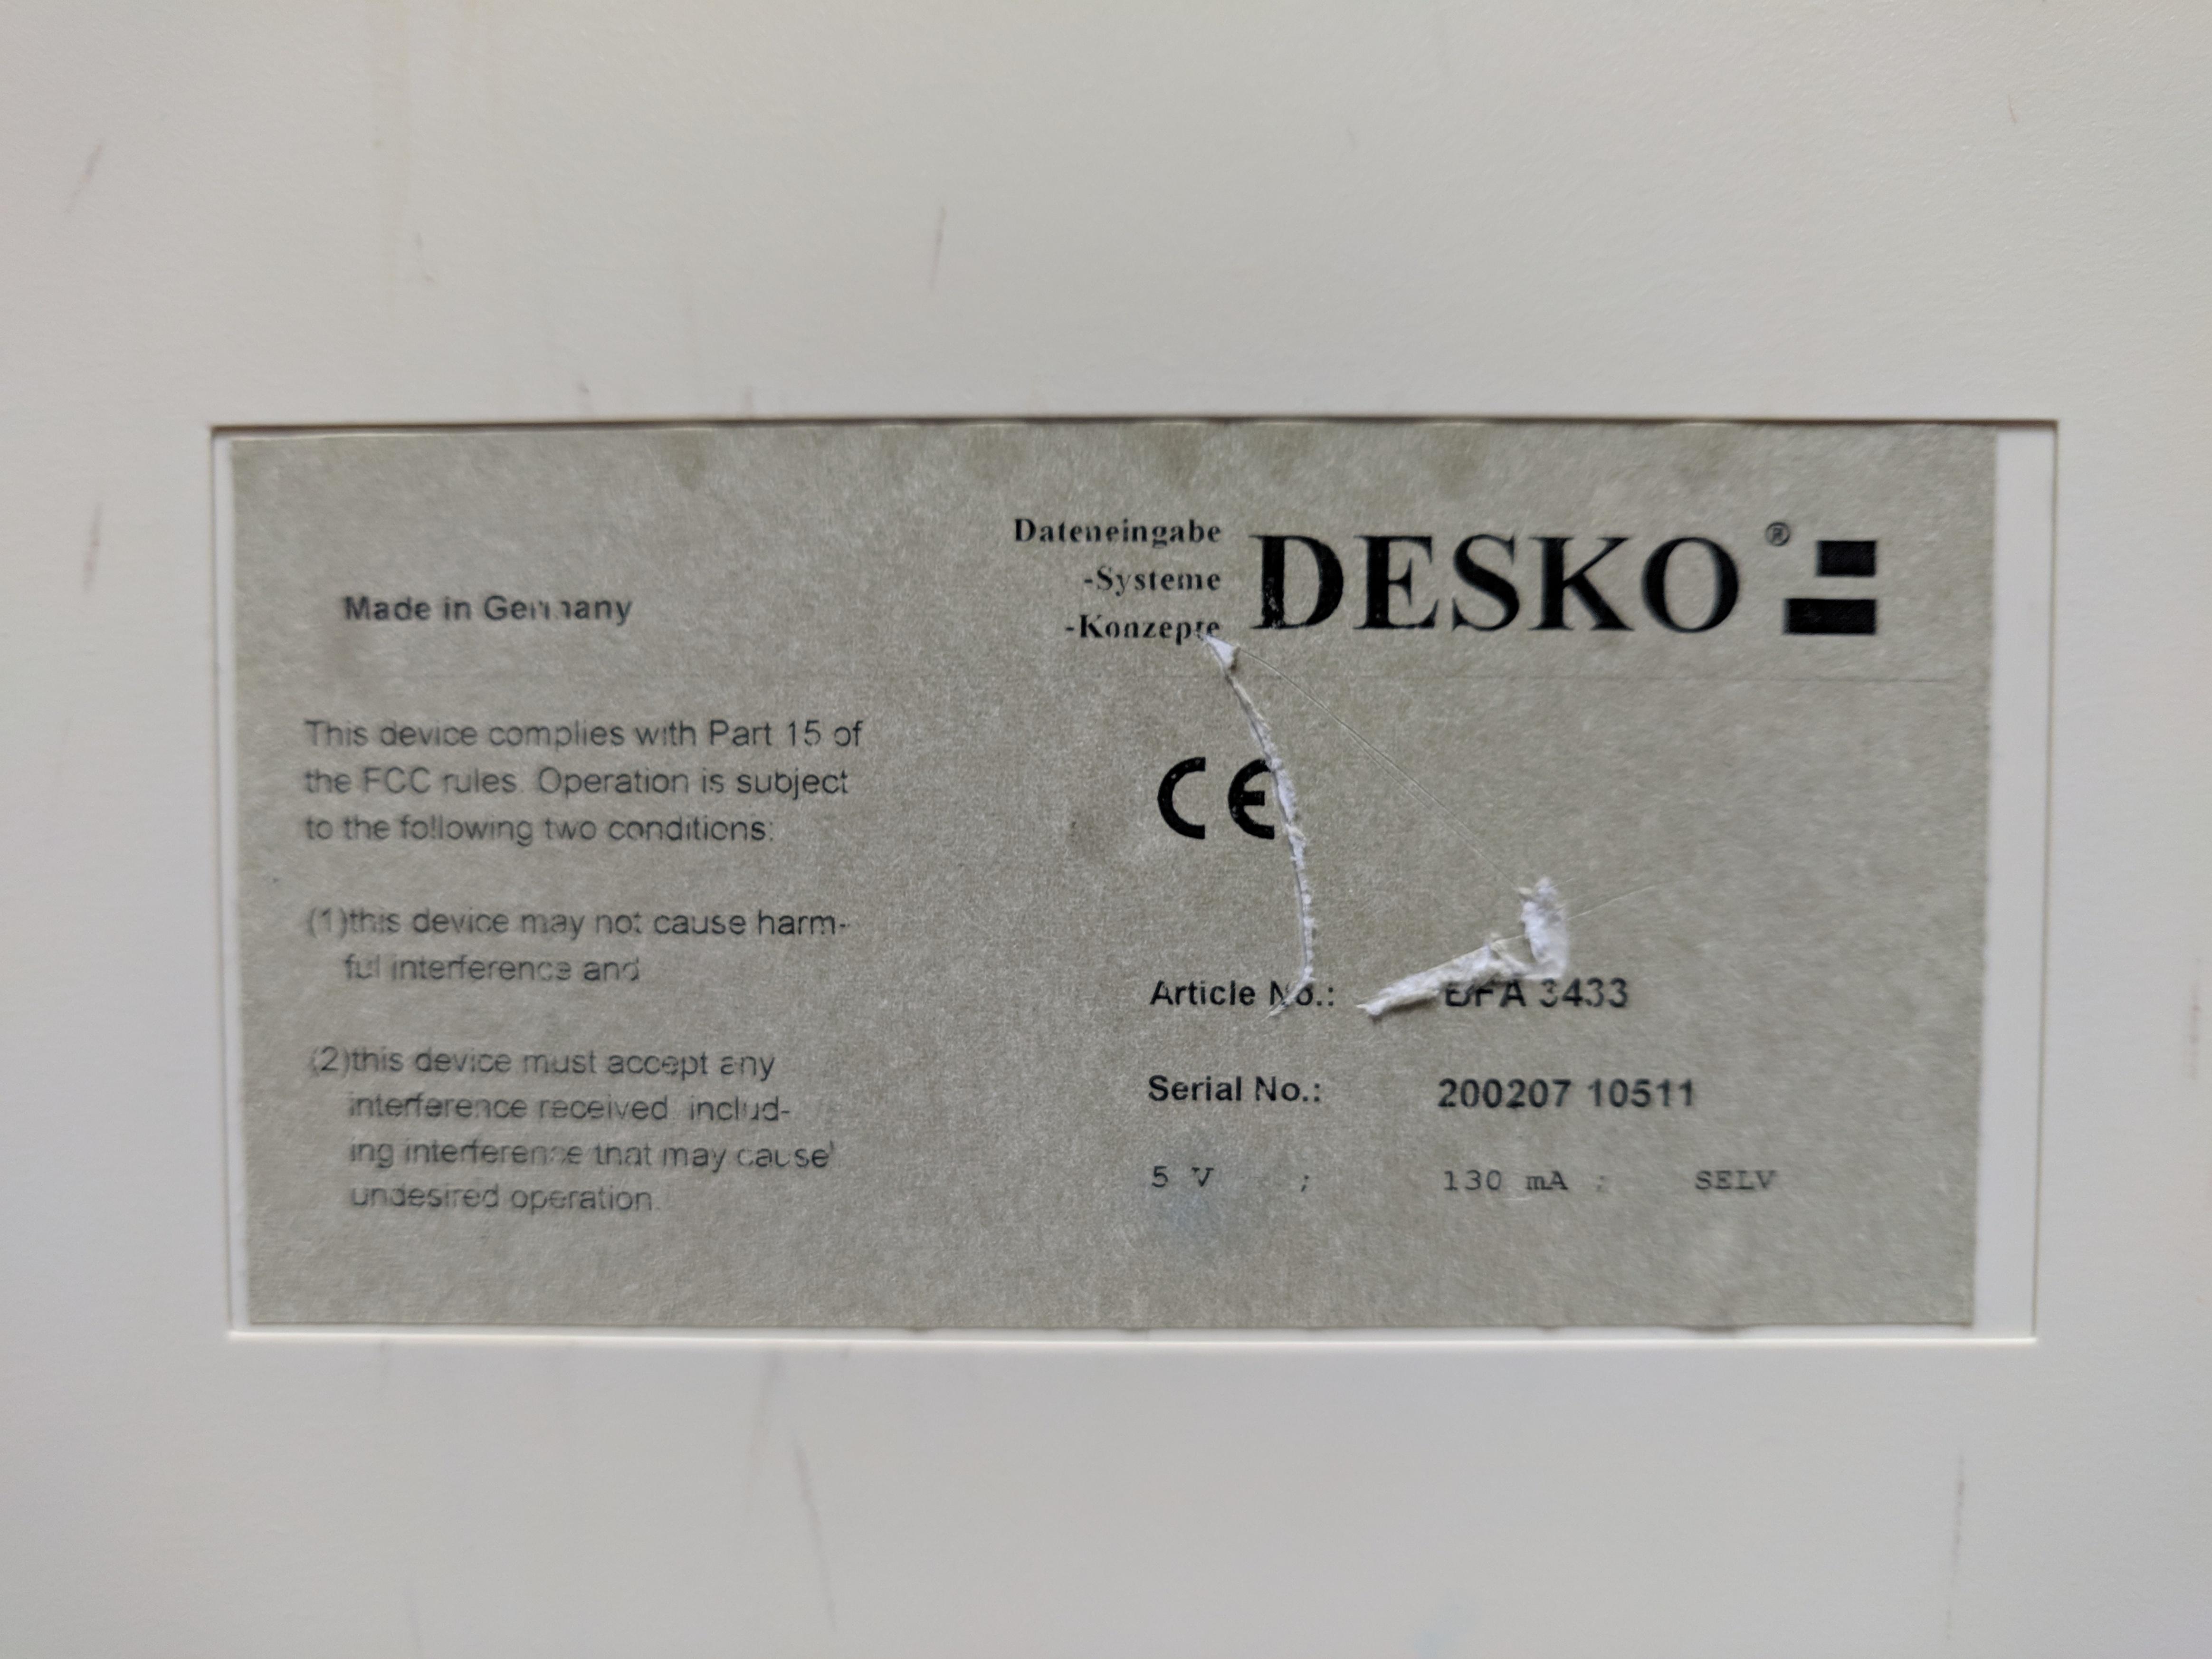 Made in Germany
Dateneingabe
-Systeme
-Konzepte
DESKO®
This device complies with Part 15 of
the FCC rules. Operation is subject
to the following two conditions:
(1)this device may not cause harm-
ful interference and
(2)this device must accept any
interference received includ-
ing interference that may cause
undesired operation.
CE
Article No.: 3433
Serial No.: 200207 10511
5 V ; 130 mA ; SELV